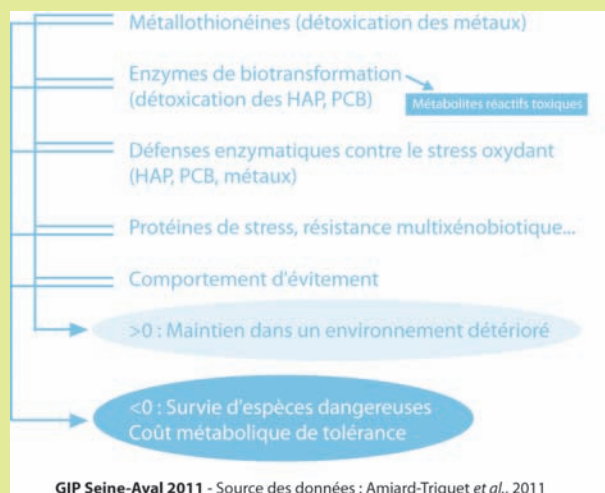 Métallothionéines (détoxication des métaux)
Enzymes de biotransformation
(détoxication des HAP, PCB)
Métabolites réactifs toxiques
Défenses enzymatiques contre le stress oxydant
(HAP, PCB, métaux)
Protéines de stress, résistance multixénobiotique...
Comportement d'évitement
>0 : Maintien dans un environnement détérioré
<0 : Survie d'espèces dangereuses
Coût métabolique de tolérance
GIP Seine-Aval 2011 - Source des données : Amiard-Triquet et al., 2011